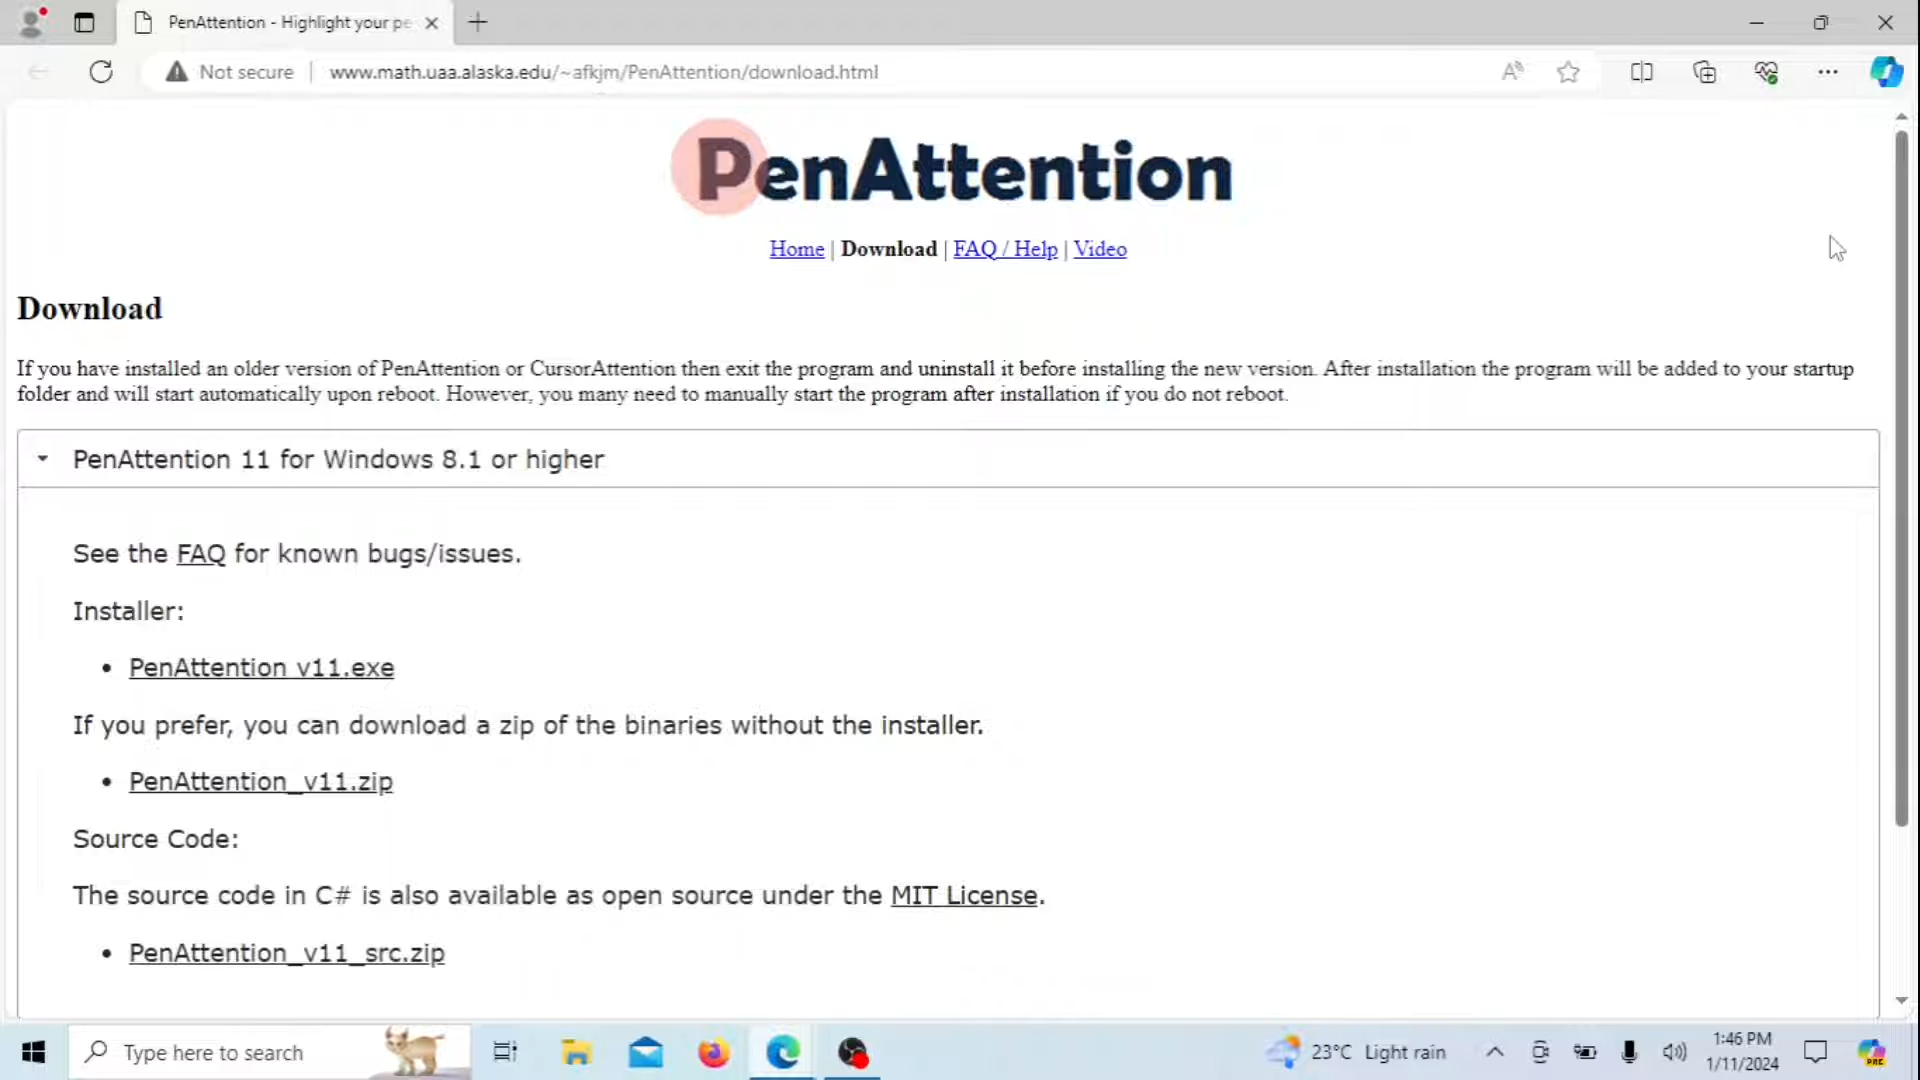 PenAttention - Highlight your pe
Not secure
www.math.uaa.alaska.edu/~afkjm/PenAttention/download.html
PenAttention
Home | Download | FAQ / Help | Video
Download
If you have installed an older version of PenAttention or CursorAttention then exit the program and uninstall it before installing the new version. After installation the program will be added to your startup
folder and will start automatically upon reboot. However, you many need to manually start the program after installation if you do not reboot.
PenAttention 11 for Windows 8.1 or higher
See the FAQ for known bugs/issues.
Installer:
• PenAttention v11.exe
If you prefer, you can download a zip of the binaries without the installer.
• PenAttention_v11.zip
Source Code:
The source code in C# is also available as open source under the MIT License.
• PenAttention_v11_src.zip
Type here to search
23°C Light rain
1:46 PM
1/11/2024
PRE